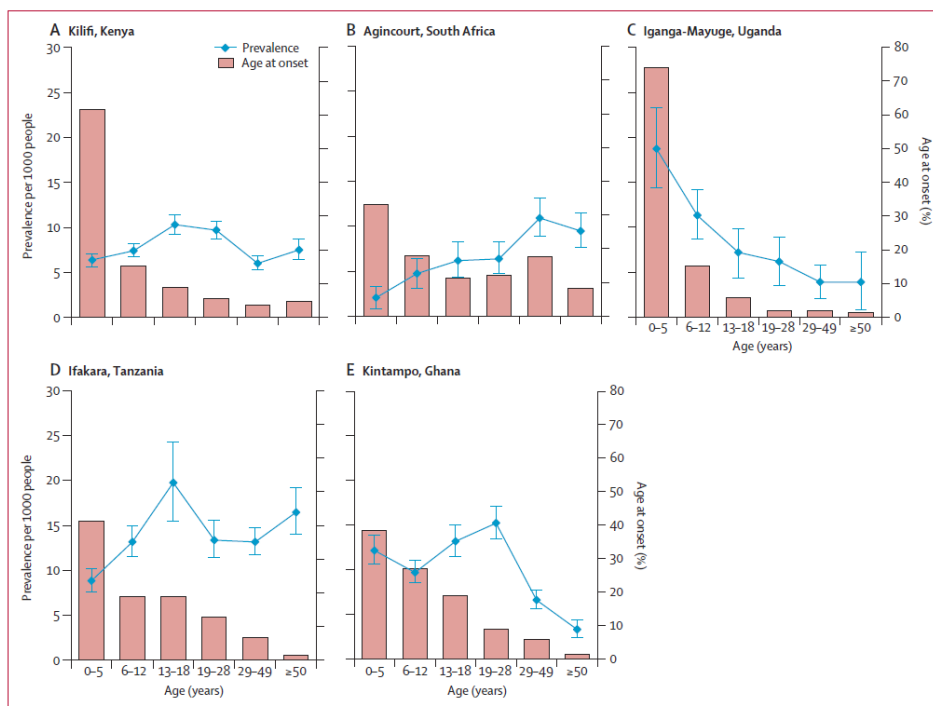 A Kilifi, Kenya
B Agincourt, South Africa
C Iganga-Mayuge, Uganda
Prevalence
Age at onset
Prevalence per 1000 people
30
25
20
15
10
5
0
80
70
60
50
40
30
20
10
0
Age at onset (%)
0–5 6–12 13–18 19–28 29–49 ≥50
Age (years)
D Ifakara, Tanzania
E Kintampo, Ghana
Prevalence per 1000 people
30
25
20
15
10
5
0
80
70
60
50
40
30
20
10
0
Age at onset (%)
0–5 6–12 13–18 19–28 29–49 ≥50
Age (years)
0–5 6–12 13–18 19–28 29–49 ≥50
Age (years)